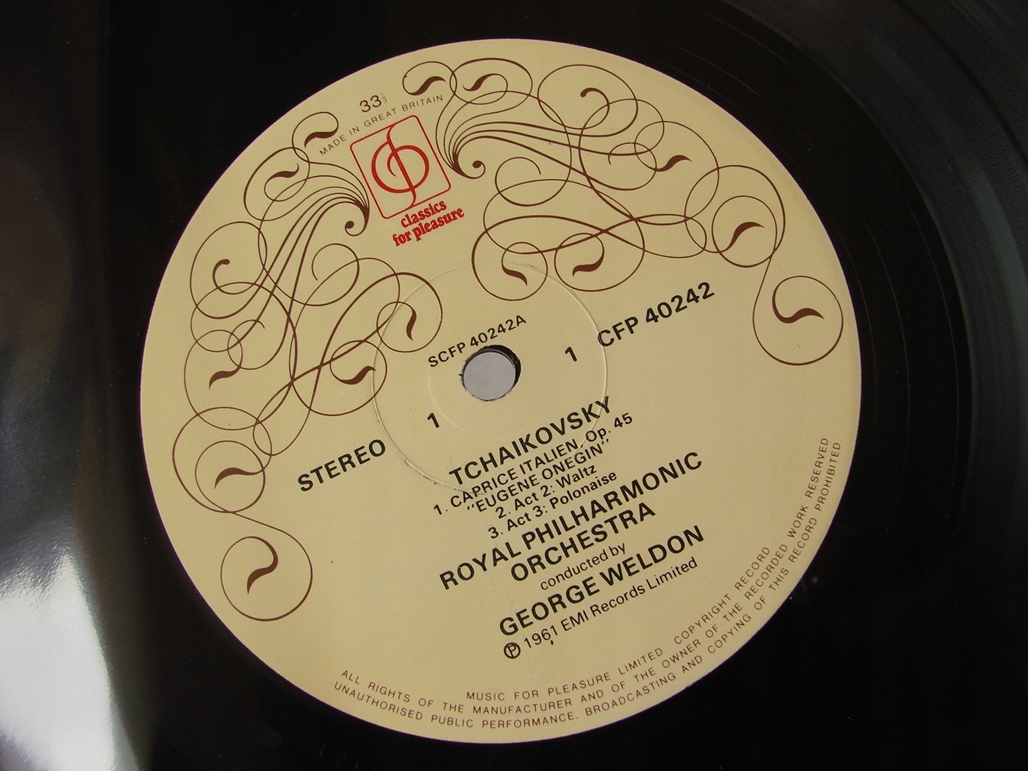 33⅓
MADE IN GREAT BRITAIN
classics
for pleasure
SCFP 40242A
1 CFP 40242
STEREO 1
TCHAIKOVSKY
1. CAPRICE ITALIEN, Op. 45
"EUGENE ONEGIN"
2. Act 2: Waltz
3. Act 3: Polonaise
ROYAL PHILHARMONIC
ORCHESTRA
conducted by
GEORGE WELDON
℗ 1961 EMI Records Limited
MUSIC FOR PLEASURE LIMITED COPYRIGHT RECORD
ALL RIGHTS OF THE MANUFACTURER AND OF THE OWNER OF THE RECORDED WORK RESERVED
UNAUTHORISED PUBLIC PERFORMANCE, BROADCASTING AND COPYING OF THIS RECORD PROHIBITED